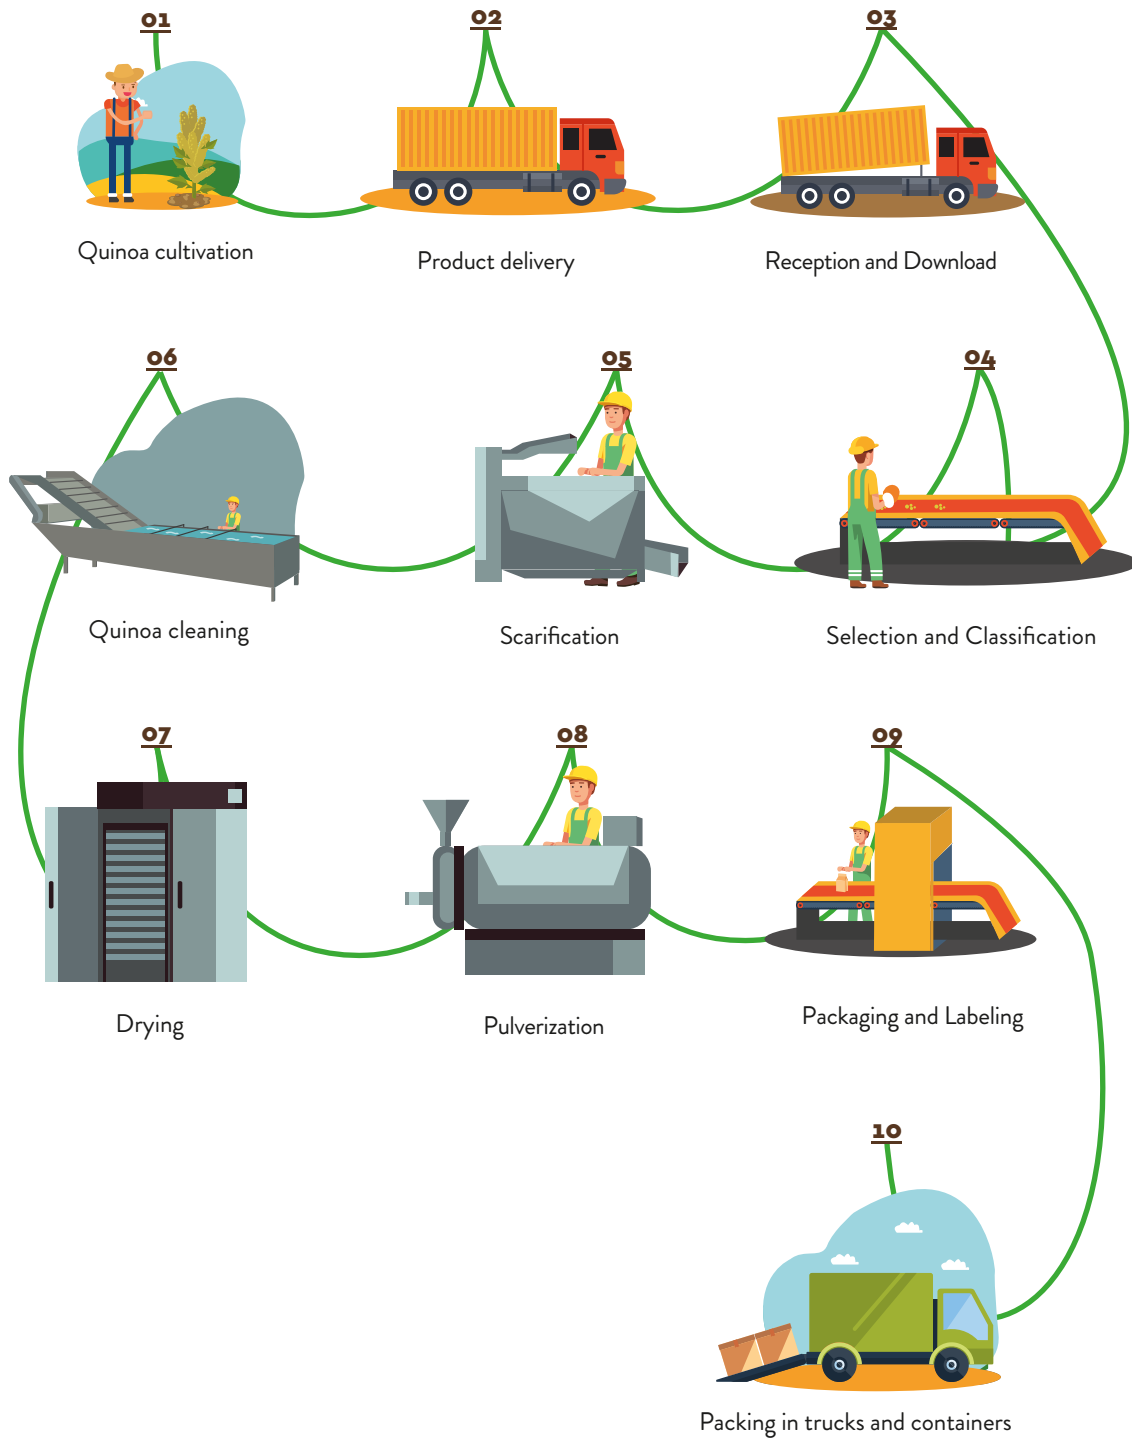 01
Quinoa cultivation
02
Product delivery
03
Reception and Download
04
Selection and Classification
05
Scarification
06
Quinoa cleaning
07
Drying
08
Pulverization
09
Packaging and Labeling
10
Packing in trucks and containers